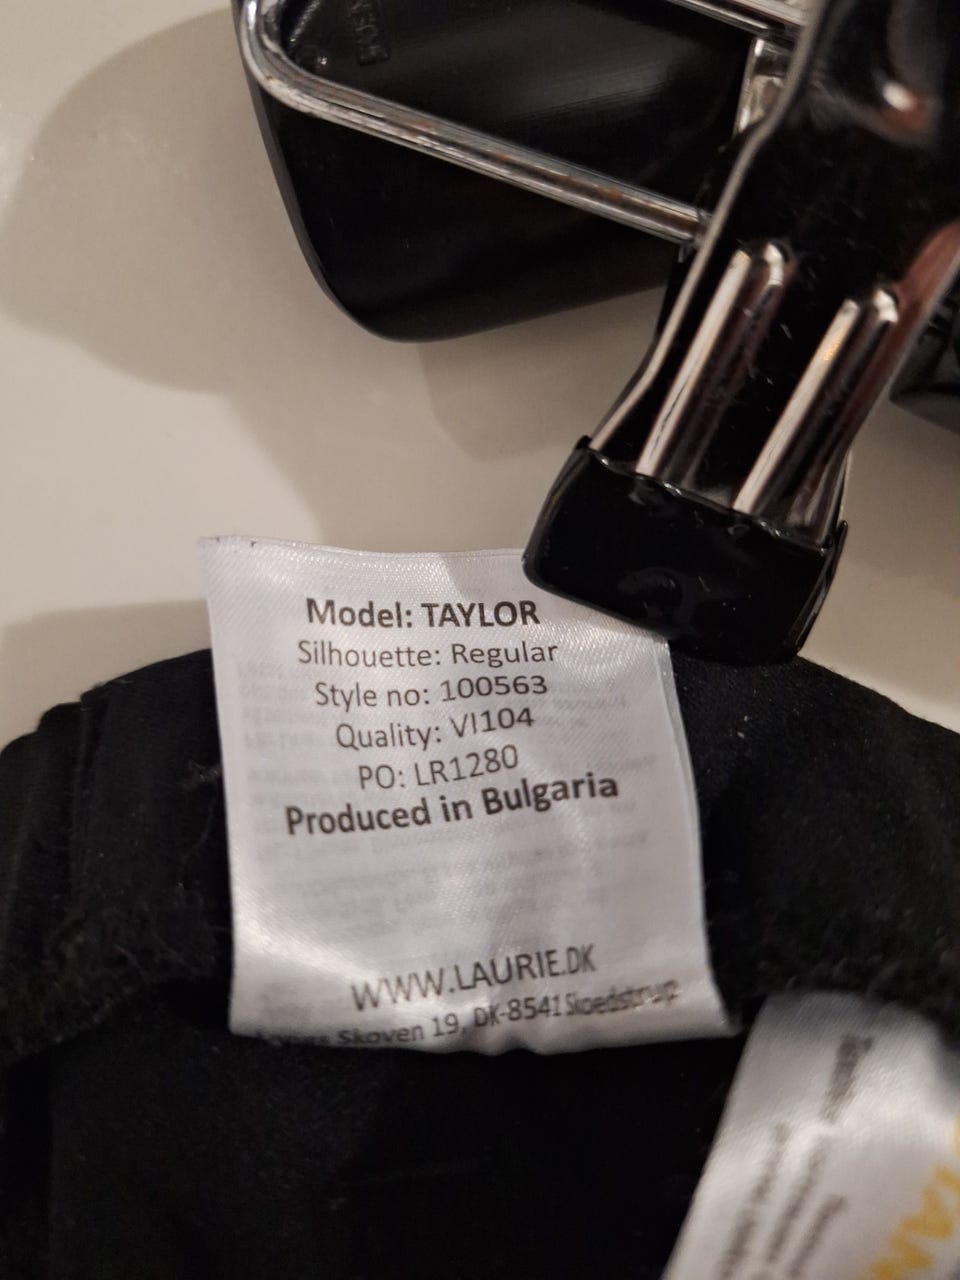 Model: TAYLOR
Silhouette: Regular
Style no: 100563
Quality: VI104
PO: LR1280
Produced in Bulgaria
WWW.LAURIE.DK
Skoven 19, DK-8541 Skoedstrup